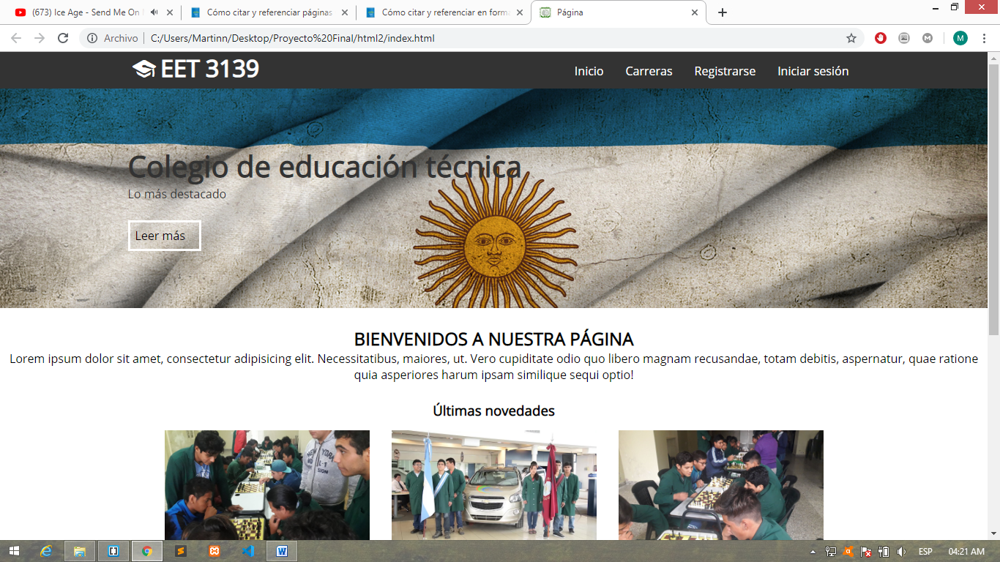 (673) Ice Age - Send Me On
Cómo citar y referenciar páginas
Cómo citar y referenciar en forma
Página
Archivo
C:/Users/Martinn/Desktop/Proyecto%20Final/html2/index.html
M
EET 3139
Inicio
Carreras
Registrarse
Iniciar sesión
Colegio de educación técnica
Lo más destacado
Leer más
BIENVENIDOS A NUESTRA PÁGINA
Lorem ipsum dolor sit amet, consectetur adipisicing elit. Necessitatibus, maiores, ut. Vero cupiditate odio quo libero magnam recusandae, totam debitis, aspernatur, quae ratione
quia asperiores harum ipsam similique sequi optio!
Últimas novedades
ESP
04:21 AM